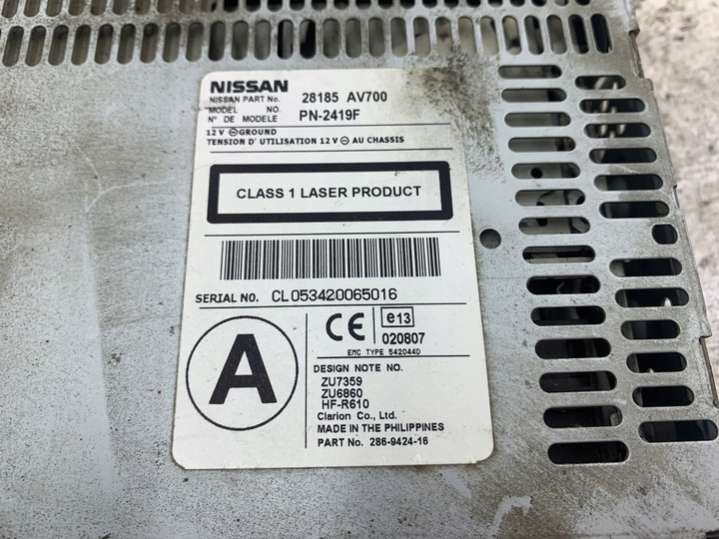 NISSAN
NISSAN PART No. 28185 AV700
MODEL NO.
N° DE MODELE PN-2419F
12 V ⊖ GROUND
TENSION D' UTILISATION 12 V ⊖ AU CHASSIS
CLASS 1 LASER PRODUCT
SERIAL NO. CL053420065016
A
CE e13
020807
EMC TYPE 542044D
DESIGN NOTE NO.
ZU7359
ZU6860
HF-R610
Clarion Co., Ltd.
MADE IN THE PHILIPPINES
PART No. 286-9424-16